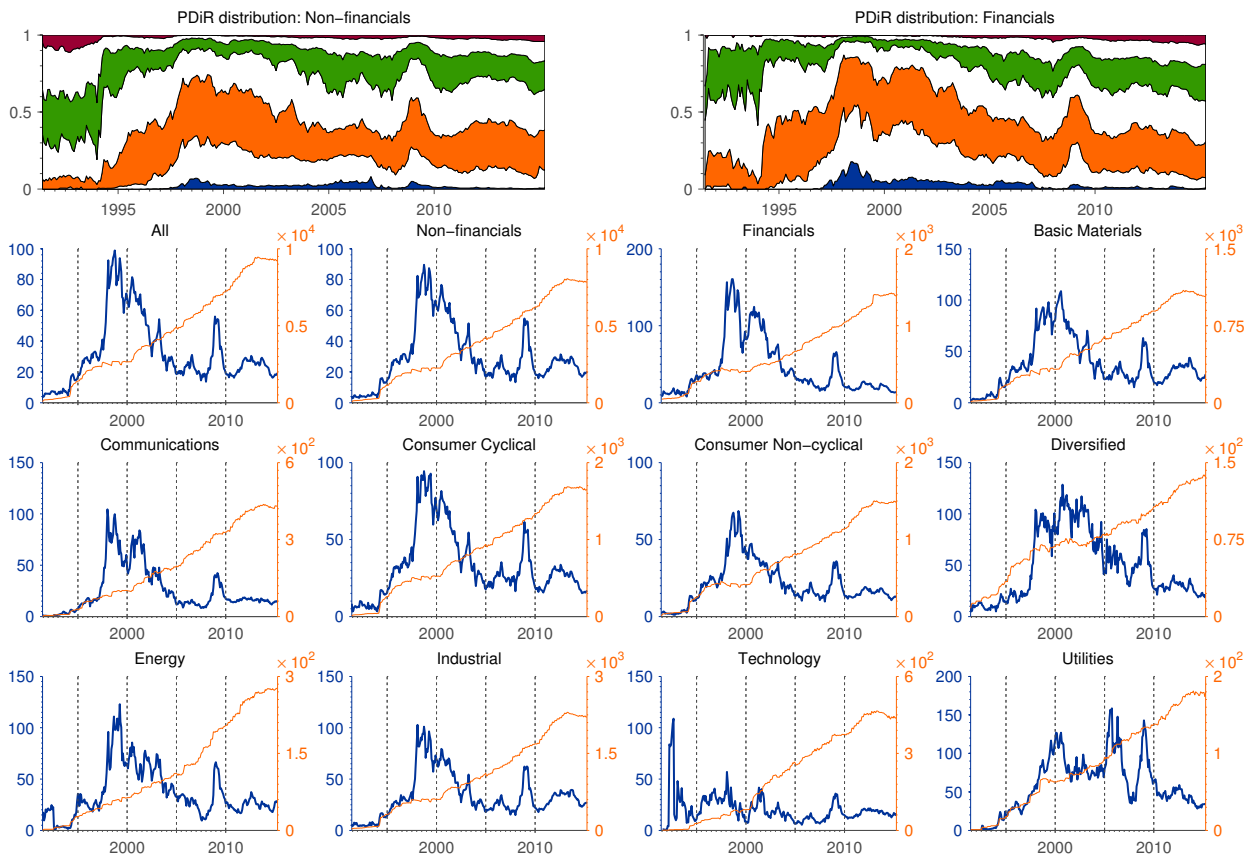 PDiR distribution: Non−financials PDiR distribution: Financials
1 1
0.5 0.5
0 0
1995 2000 2005 2010 1995 2000 2005 2010
All Non−financials Financials Basic Materials
× 10^4 × 10^4 × 10^3 × 10^3
100 1 100 1 200 2 150 1.5
80 80 100
60 0.5 60 0.5 100 1 0.75
40 40 50
20 20
0 0 0 0 0 0 0 0
2000 2010 2000 2010 2000 2010 2000 2010
Communications Consumer Cyclical Consumer Non−cyclical Diversified
× 10^2 × 10^3 × 10^3 × 10^2
150 6 100 2 150 2 150 1.5
100 100 100
3 50 1 1 0.75
50 50 50
0 0 0 0 0 0 0 0
2000 2010 2000 2010 2000 2010 2000 2010
Energy Industrial Technology Utilities
× 10^2 × 10^3 × 10^2 × 10^2
150 3 150 3 150 6 200 2
100 100 100 150
1.5 1.5 3 100 1
50 50 50 50
0 0 0 0 0 0 0 0
2000 2010 2000 2010 2000 2010 2000 2010